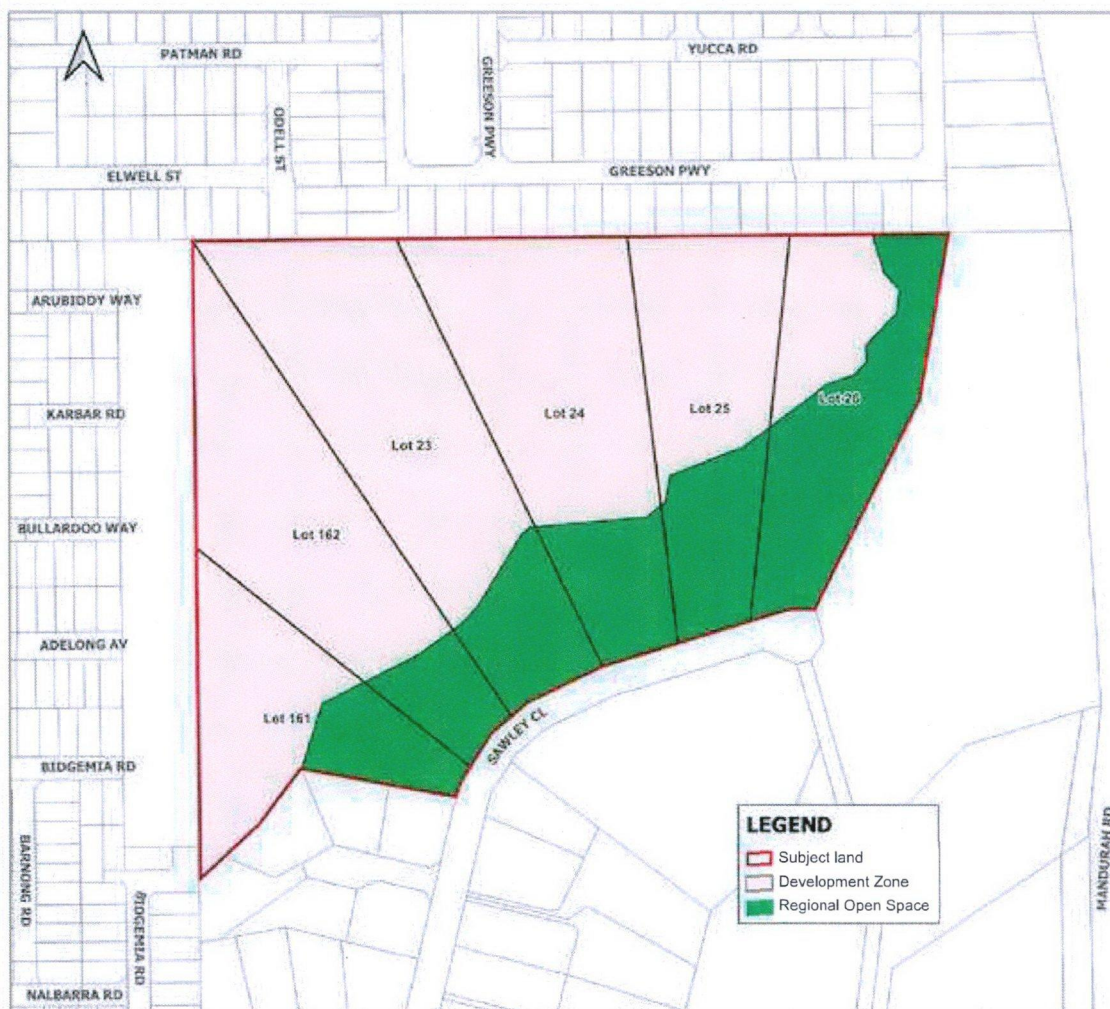 PATMAN RD
YUCCA RD
GREESON PWY
ODELL ST
ELWELL ST
GREESON PWY
ARUBIDDY WAY
KARBAR RD
Lot 26
Lot 24
Lot 25
Lot 23
BULLARDOO WAY
Lot 162
ADELONG AV
Lot 161
SAWLEY CL
BIDGEMIA RD
LEGEND
Subject land
Development Zone
Regional Open Space
MANDURAH RD
BARNONG RD
BIDGEMIA RD
NALBARRA RD